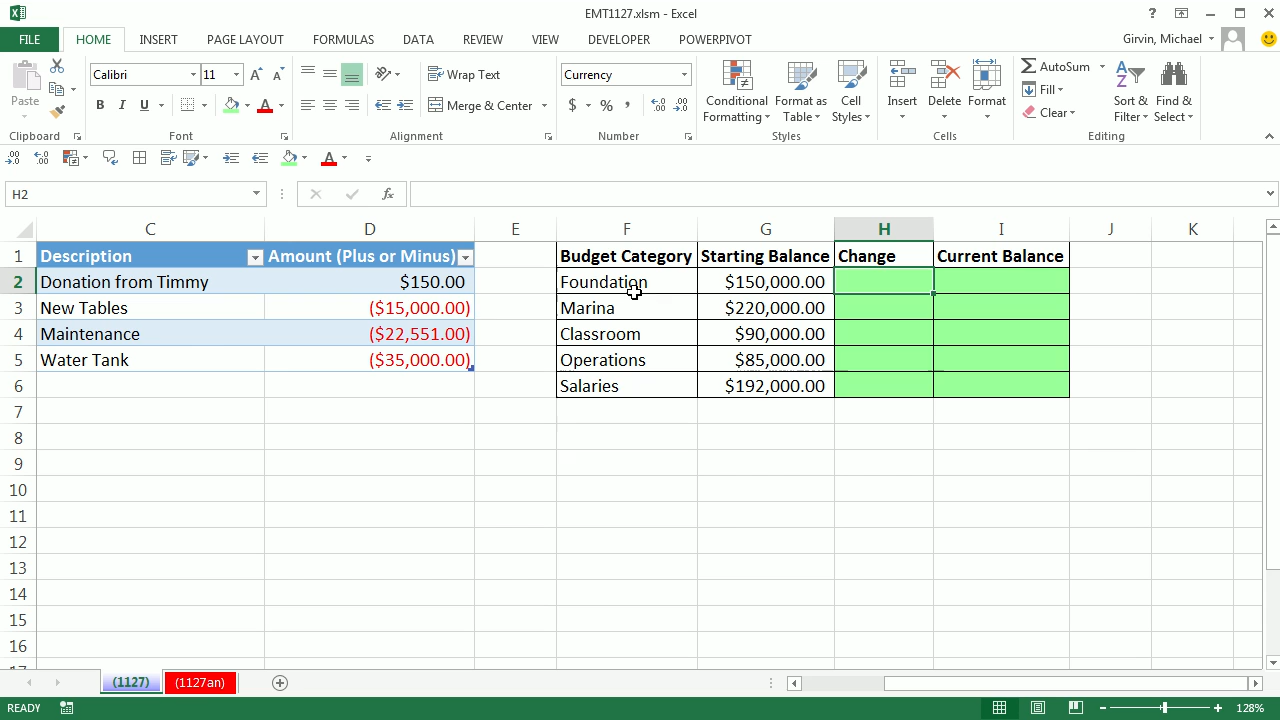 EMT1127.xlsm - Excel
FILE HOME INSERT PAGE LAYOUT FORMULAS DATA REVIEW VIEW DEVELOPER POWERPIVOT Girvin, Michael
Paste
Calibri 11
B I U
A A
Wrap Text
Merge & Center
Currency
$ % ,
Conditional Formatting
Format as Table
Cell Styles
Insert
Delete
Format
AutoSum
Fill
Clear
Sort & Filter
Find & Select
Clipboard Font Alignment Number Styles Cells Editing
H2 fx
C D E F G H I J K
1 Description Amount (Plus or Minus) Budget Category Starting Balance Change Current Balance
2 Donation from Timmy $150.00 Foundation $150,000.00
3 New Tables ($15,000.00) Marina $220,000.00
4 Maintenance ($22,551.00) Classroom $90,000.00
5 Water Tank ($35,000.00) Operations $85,000.00
6 Salaries $192,000.00
7
8
9
10
11
12
13
14
15
16
17
(1127) (1127an)
READY 128%